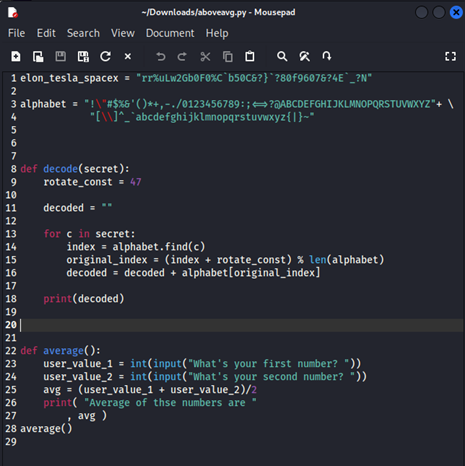 ~/Downloads/aboveavg.py - Mousepad
File Edit Search View Document Help
1 elon_tesla_spacex = "rr%uLw2Gb0F0%C`b50C&?}`?80f9607&?4E`_?N"
2
3 alphabet = "!\"#$%&'()*+,-./0123456789:;<=>?@ABCDEFGHIJKLMNOPQRSTUVWXYZ"+ \
4 "[\\]^_`abcdefghijklmnopqrstuvwxyz{|}~"
5
6
7
8 def decode(secret):
9 rotate_const = 47
10
11 decoded = ""
12
13 for c in secret:
14 index = alphabet.find(c)
15 original_index = (index + rotate_const) % len(alphabet)
16 decoded = decoded + alphabet[original_index]
17
18 print(decoded)
19
20
21
22 def average():
23 user_value_1 = int(input("What's your first number? "))
24 user_value_2 = int(input("What's your second number? "))
25 avg = (user_value_1 + user_value_2)/2
26 print( "Average of thse numbers are "
27 , avg )
28 average()
29